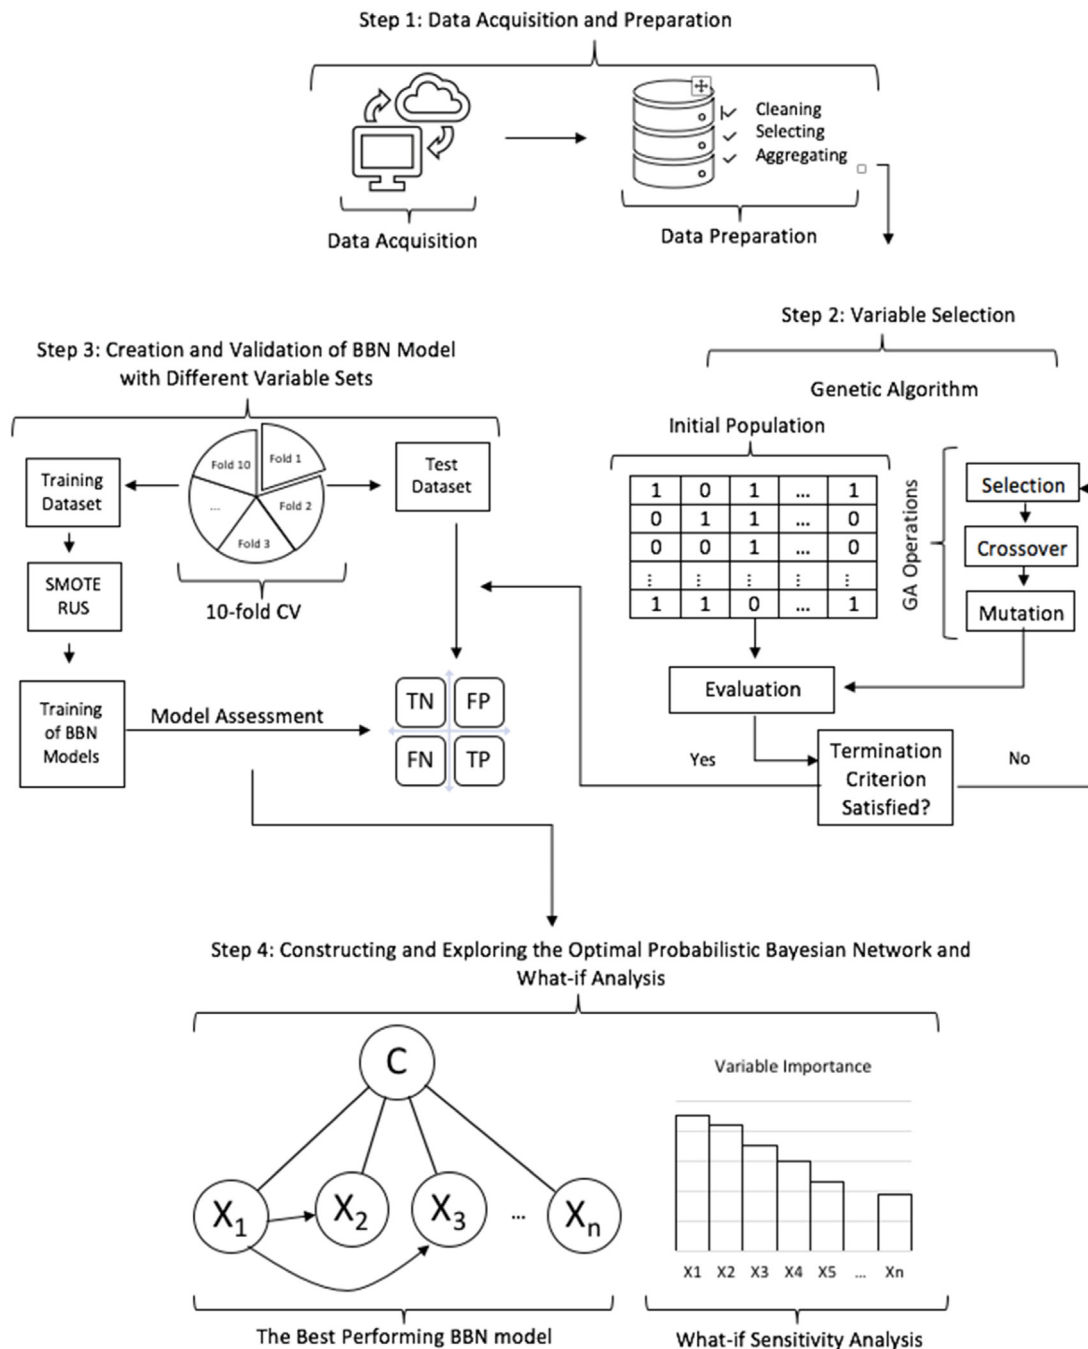 Step 1: Data Acquisition and Preparation
Cleaning
Selecting
Aggregating
Data Acquisition
Data Preparation
Step 2: Variable Selection
Genetic Algorithm
Initial Population
1 0 1 ... 1
0 1 1 ... 0
0 0 1 ... 0
⋮ ⋮ ⋮ ... ⋮
1 1 0 ... 1
GA Operations
Selection
Crossover
Mutation
Evaluation
Termination
Criterion
Satisfied?
Yes
No
Step 3: Creation and Validation of BBN Model
with Different Variable Sets
Training
Dataset
Fold 10
Fold 1
Fold 2
Fold 3
...
10-fold CV
Test
Dataset
SMOTE
RUS
Training
of BBN
Models
Model Assessment
TN FP
FN TP
Step 4: Constructing and Exploring the Optimal Probabilistic Bayesian Network and
What-if Analysis
C
X1 X2 X3 ... Xn
The Best Performing BBN model
Variable Importance
X1 X2 X3 X4 X5 ... Xn
What-if Sensitivity Analysis